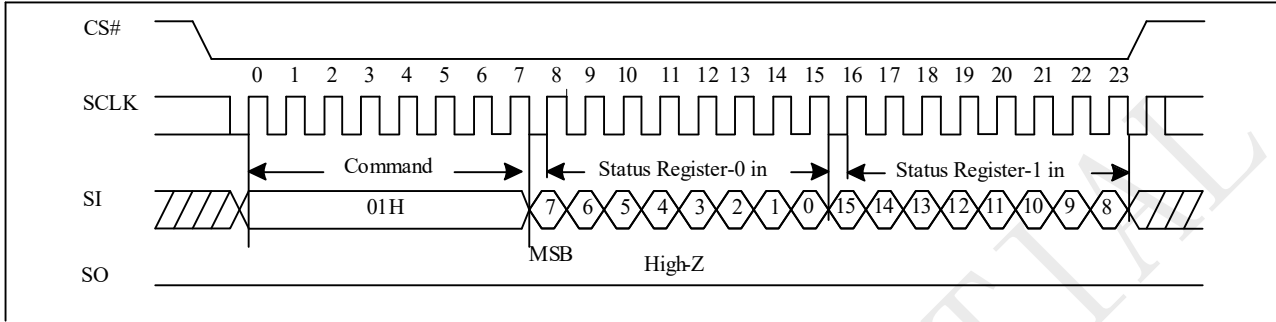 CS#
0 1 2 3 4 5 6 7 8 9 10 11 12 13 14 15 16 17 18 19 20 21 22 23
SCLK
Command Status Register-0 in Status Register-1 in
SI 01H 7 6 5 4 3 2 1 0 15 14 13 12 11 10 9 8
MSB High-Z
SO
TIAL